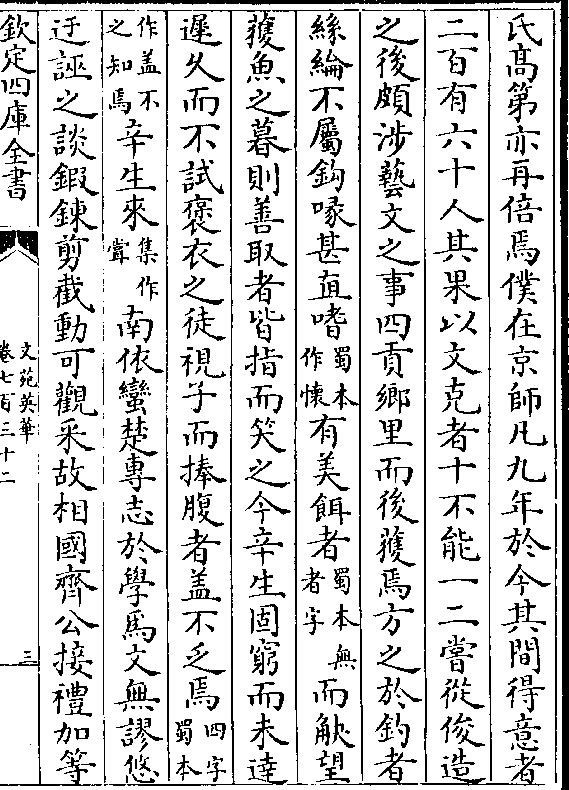 氏髙第亦再倍焉僕在京師凡九年於今其間得意者
二百有六十人其果以文克者十不能一二嘗從俊造
之後頗涉藝文之事四貢鄉里而後獲焉方之於釣者
絲綸不屬鈎喙甚直嗜蜀本作懷有美餌者蜀本無者字而觖望
獲魚之暮則善取者皆指而笑之今辛生固窮而未達
遲久而不試褒衣之徒視子而捧腹者盖不乏焉四字蜀本
作盖不之知焉辛生來集作嘗南依蠻楚專志於學爲文無謬悠
迂誣之談鍜鍊剪截動可觀采故相國齊公接禮加等
欽定四庫全書
文苑英華
卷七百三十二
三